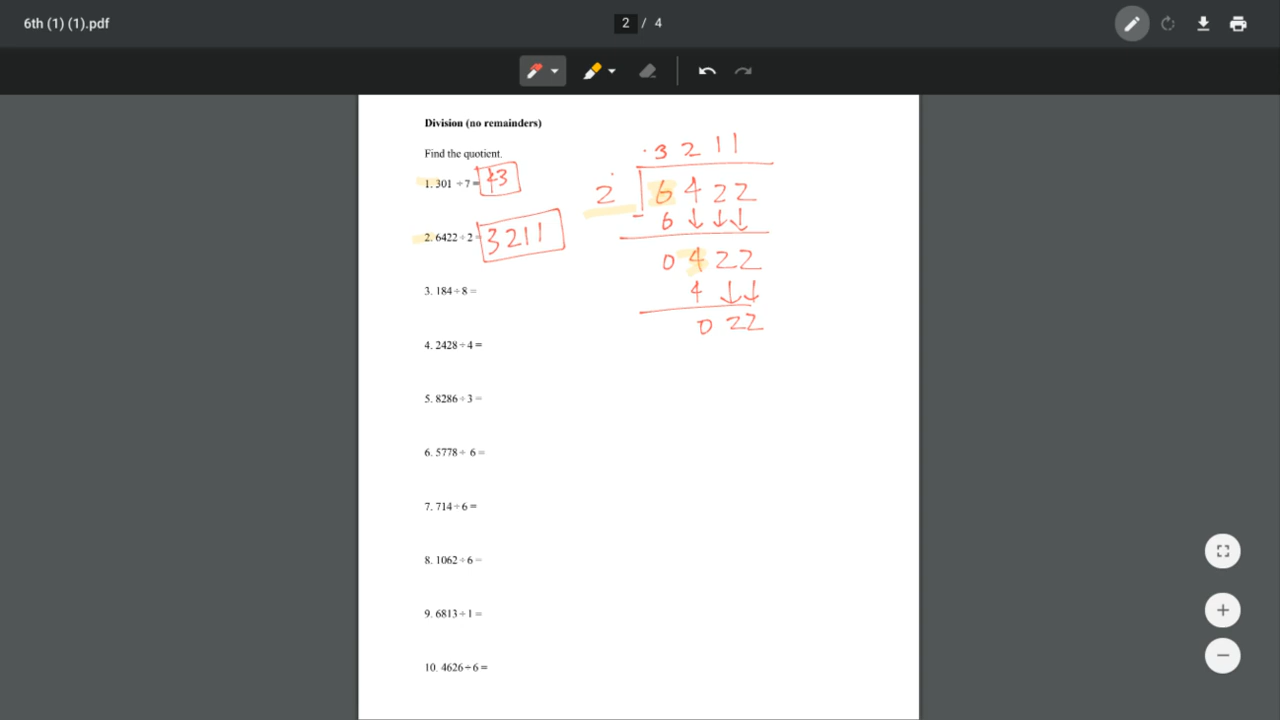 6th (1) (1).pdf
2 / 4
Division (no remainders)
Find the quotient.
1. 301 ÷ 7 = 43
2. 6422 ÷ 2 = 3211
3. 184 ÷ 8 =
4. 2428 ÷ 4 =
5. 8286 ÷ 3 =
6. 5778 ÷ 6 =
7. 714 ÷ 6 =
8. 1062 ÷ 6 =
9. 6813 ÷ 1 =
10. 4626 ÷ 6 =
3 2 1 1
2 6 4 2 2
- 6 ↓ ↓ ↓
0 4 2 2
4 ↓ ↓
0 2 2